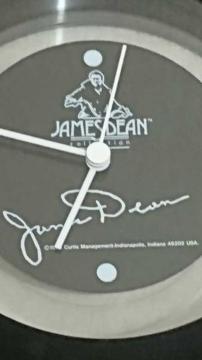 JAMES DEAN™
collection
James Dean
Curtis Management-Indianapolis, Indiana 46202 USA.